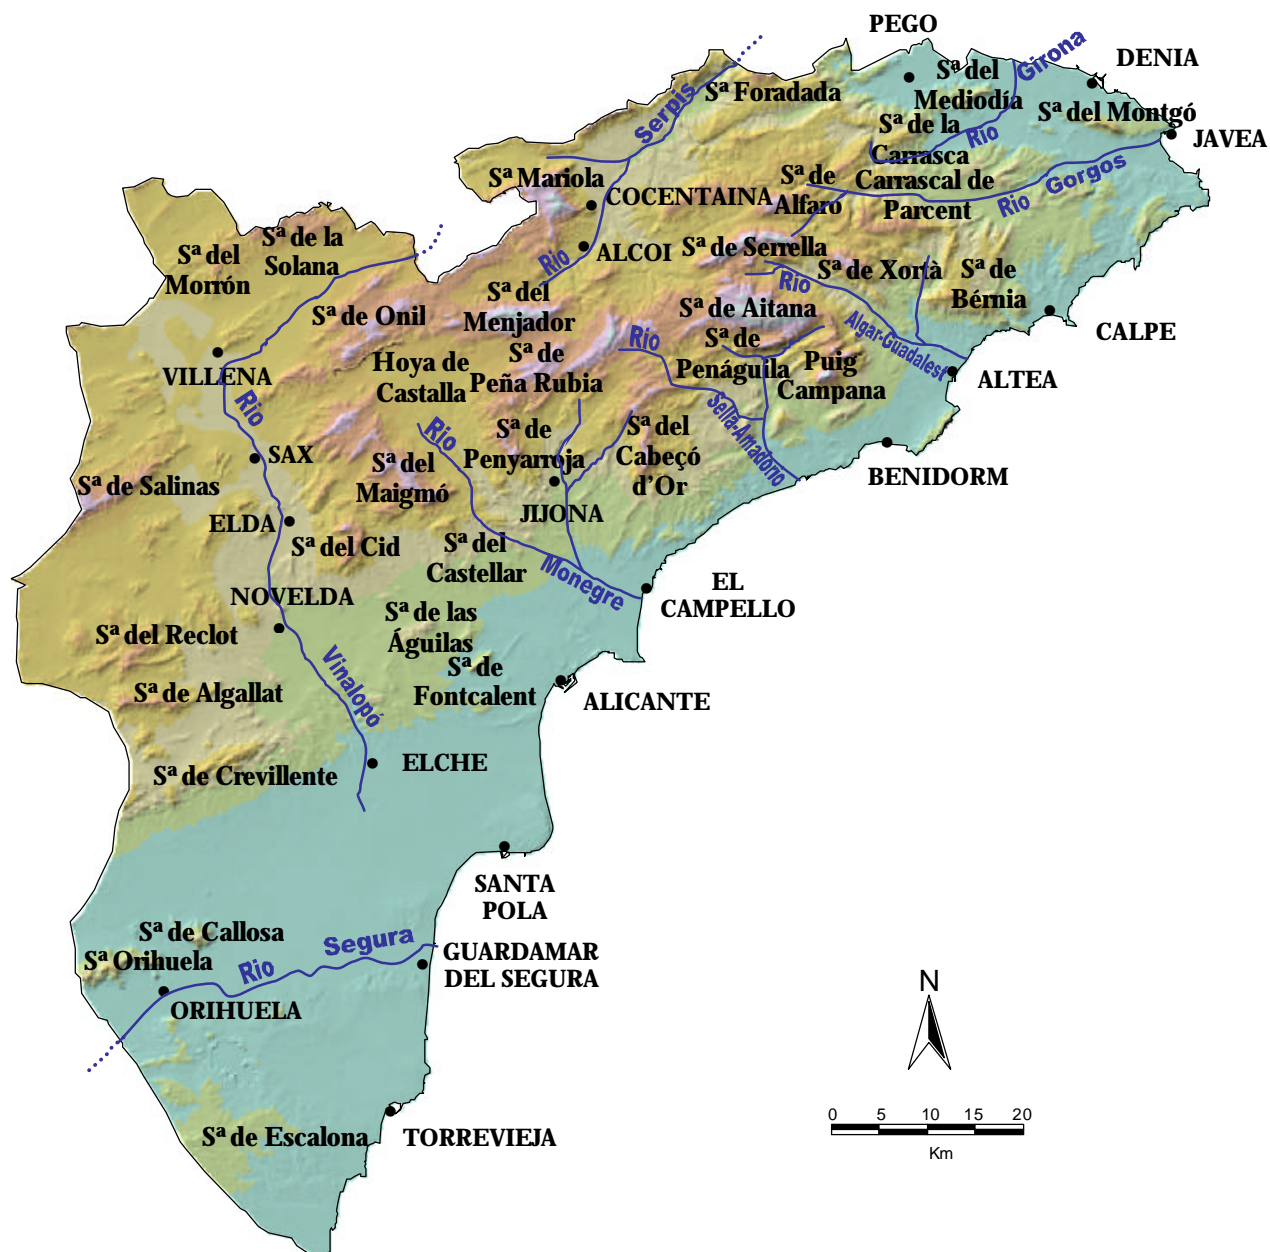 PEGO
Girona
DENIA
Sª del
Mediodía
Sª Foradada
Serpis
Sª del Montgó
JAVEA
Sª de la
Carrasca
Rio
Gorgos
Rio
Sª Mariola
COCENTAINA
Sª de
Alfaro
Carrascal de
Parcent
Sª de la
Solana
Sª del
Morrón
ALCOI
Rio
Sª de Serrella
Sª de Xortà
Sª de
Bérnia
Rio
Sª de Onil
Sª del
Menjador
Sª de Aitana
Algar-Guadalest
CALPE
Rio
Sª de
Penáguila
Puig
Campana
VILLENA
Hoya de
Castalla
Sª de
Peña Rubia
ALTEA
Rio
Sella-Amadorio
Rio
Sª de
Penyarroja
Sª del
Cabeçó
d'Or
BENIDORM
SAX
Sª del
Maigmó
Sª de Salinas
JIJONA
ELDA
Sª del Cid
Sª del
Castellar
Monegre
EL
CAMPELLO
NOVELDA
Sª de las
Águilas
Sª del Reclot
Vinalopó
Sª de
Fontcalent
Sª de Algallat
ALICANTE
ELCHE
Sª de Crevillente
SANTA
POLA
Sª de Callosa
Segura
Sª Orihuela
Rio
GUARDAMAR
DEL SEGURA
ORIHUELA
N
0 5 10 15 20
Km
Sª de Escalona
TORREVIEJA